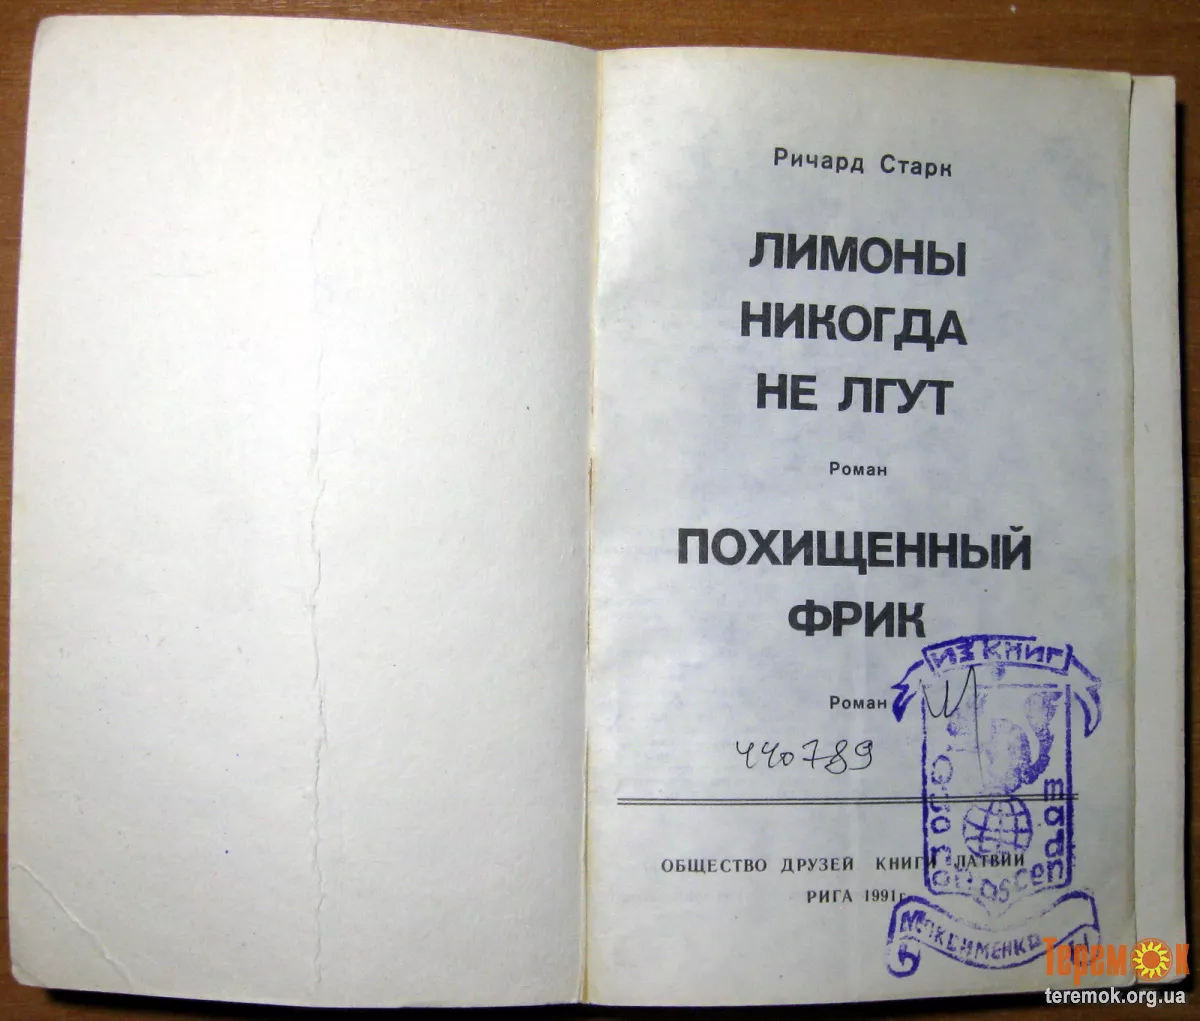 Ричард Старк
ЛИМОНЫ
НИКОГДА
НЕ ЛГУТ
Роман
ПОХИЩЕННЫЙ
ФРИК
Роман
440789
ИЗ КНИГ
ОБЩЕСТВО ДРУЗЕЙ КНИГИ ЛАТВИИ
РИГА 1991г.
МАКСИМЕНКО
Теремок
teremok.org.ua